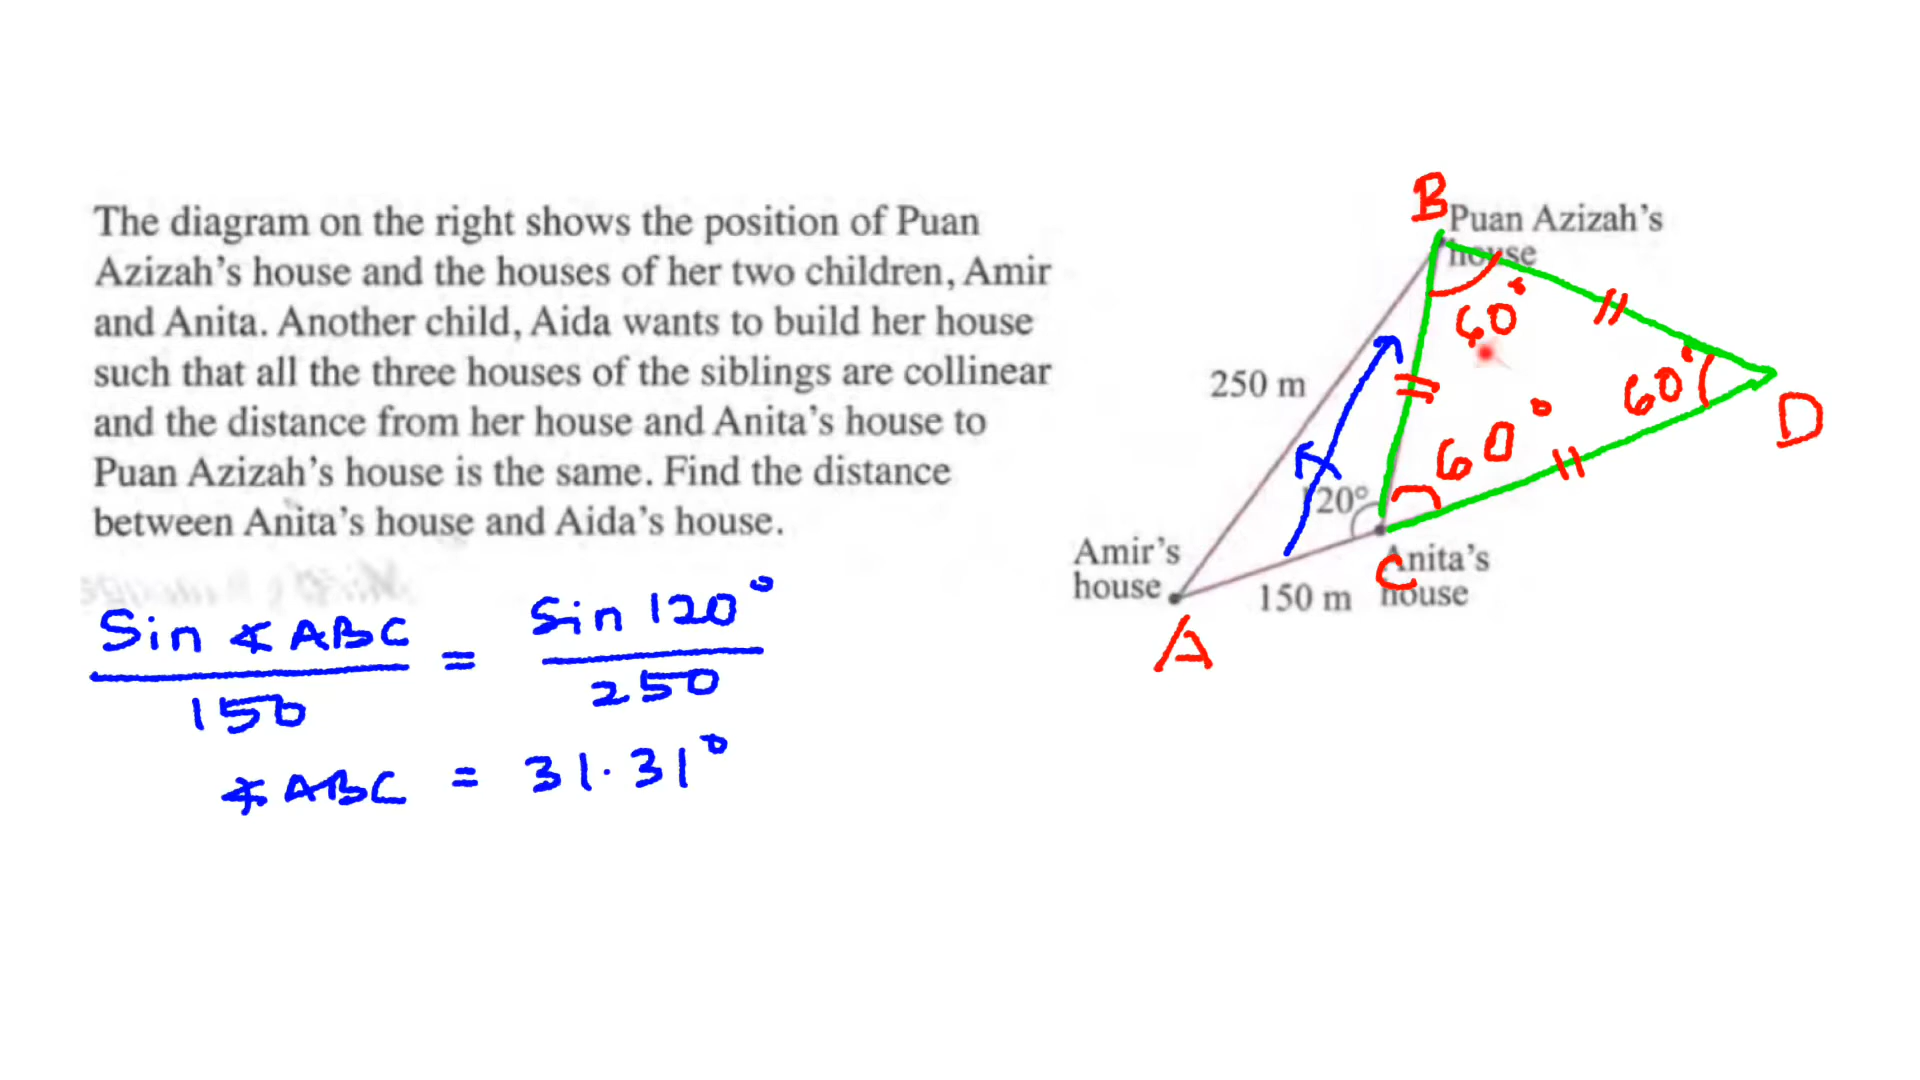 The diagram on the right shows the position of Puan
Azizah's house and the houses of her two children, Amir
and Anita. Another child, Aida wants to build her house
such that all the three houses of the siblings are collinear
and the distance from her house and Anita's house to
Puan Azizah's house is the same. Find the distance
between Anita's house and Aida's house.
Sin ∡ABC / 150 = Sin 120° / 250
∡ABC = 31.31°
B
Puan Azizah's
house
60°
250 m
60°
D
60°
120°
Amir's
house
Anita's
house
C
150 m
A